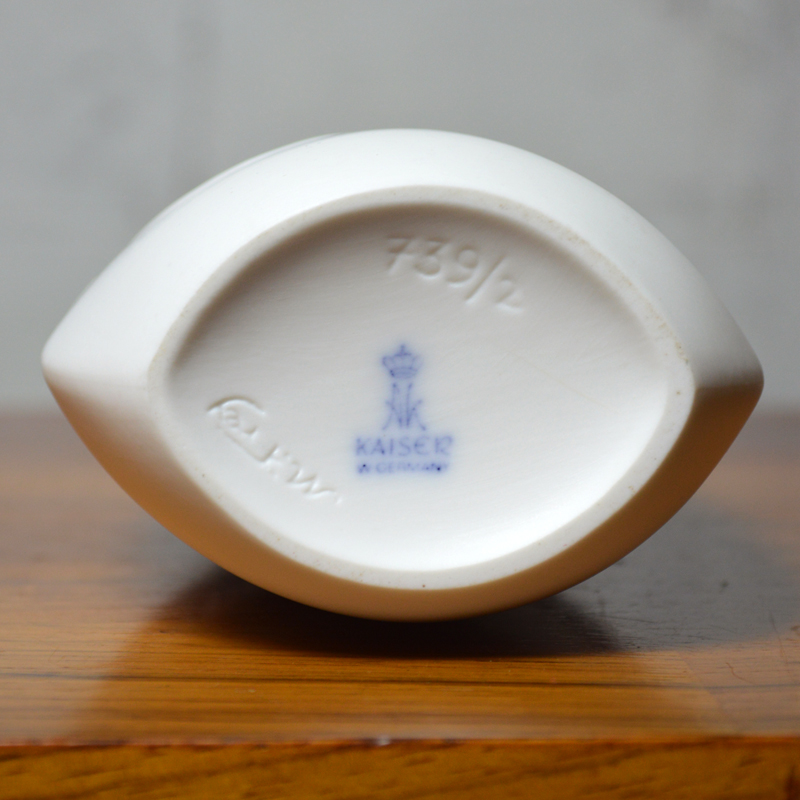 739/2
KAISER
W. GERMANY